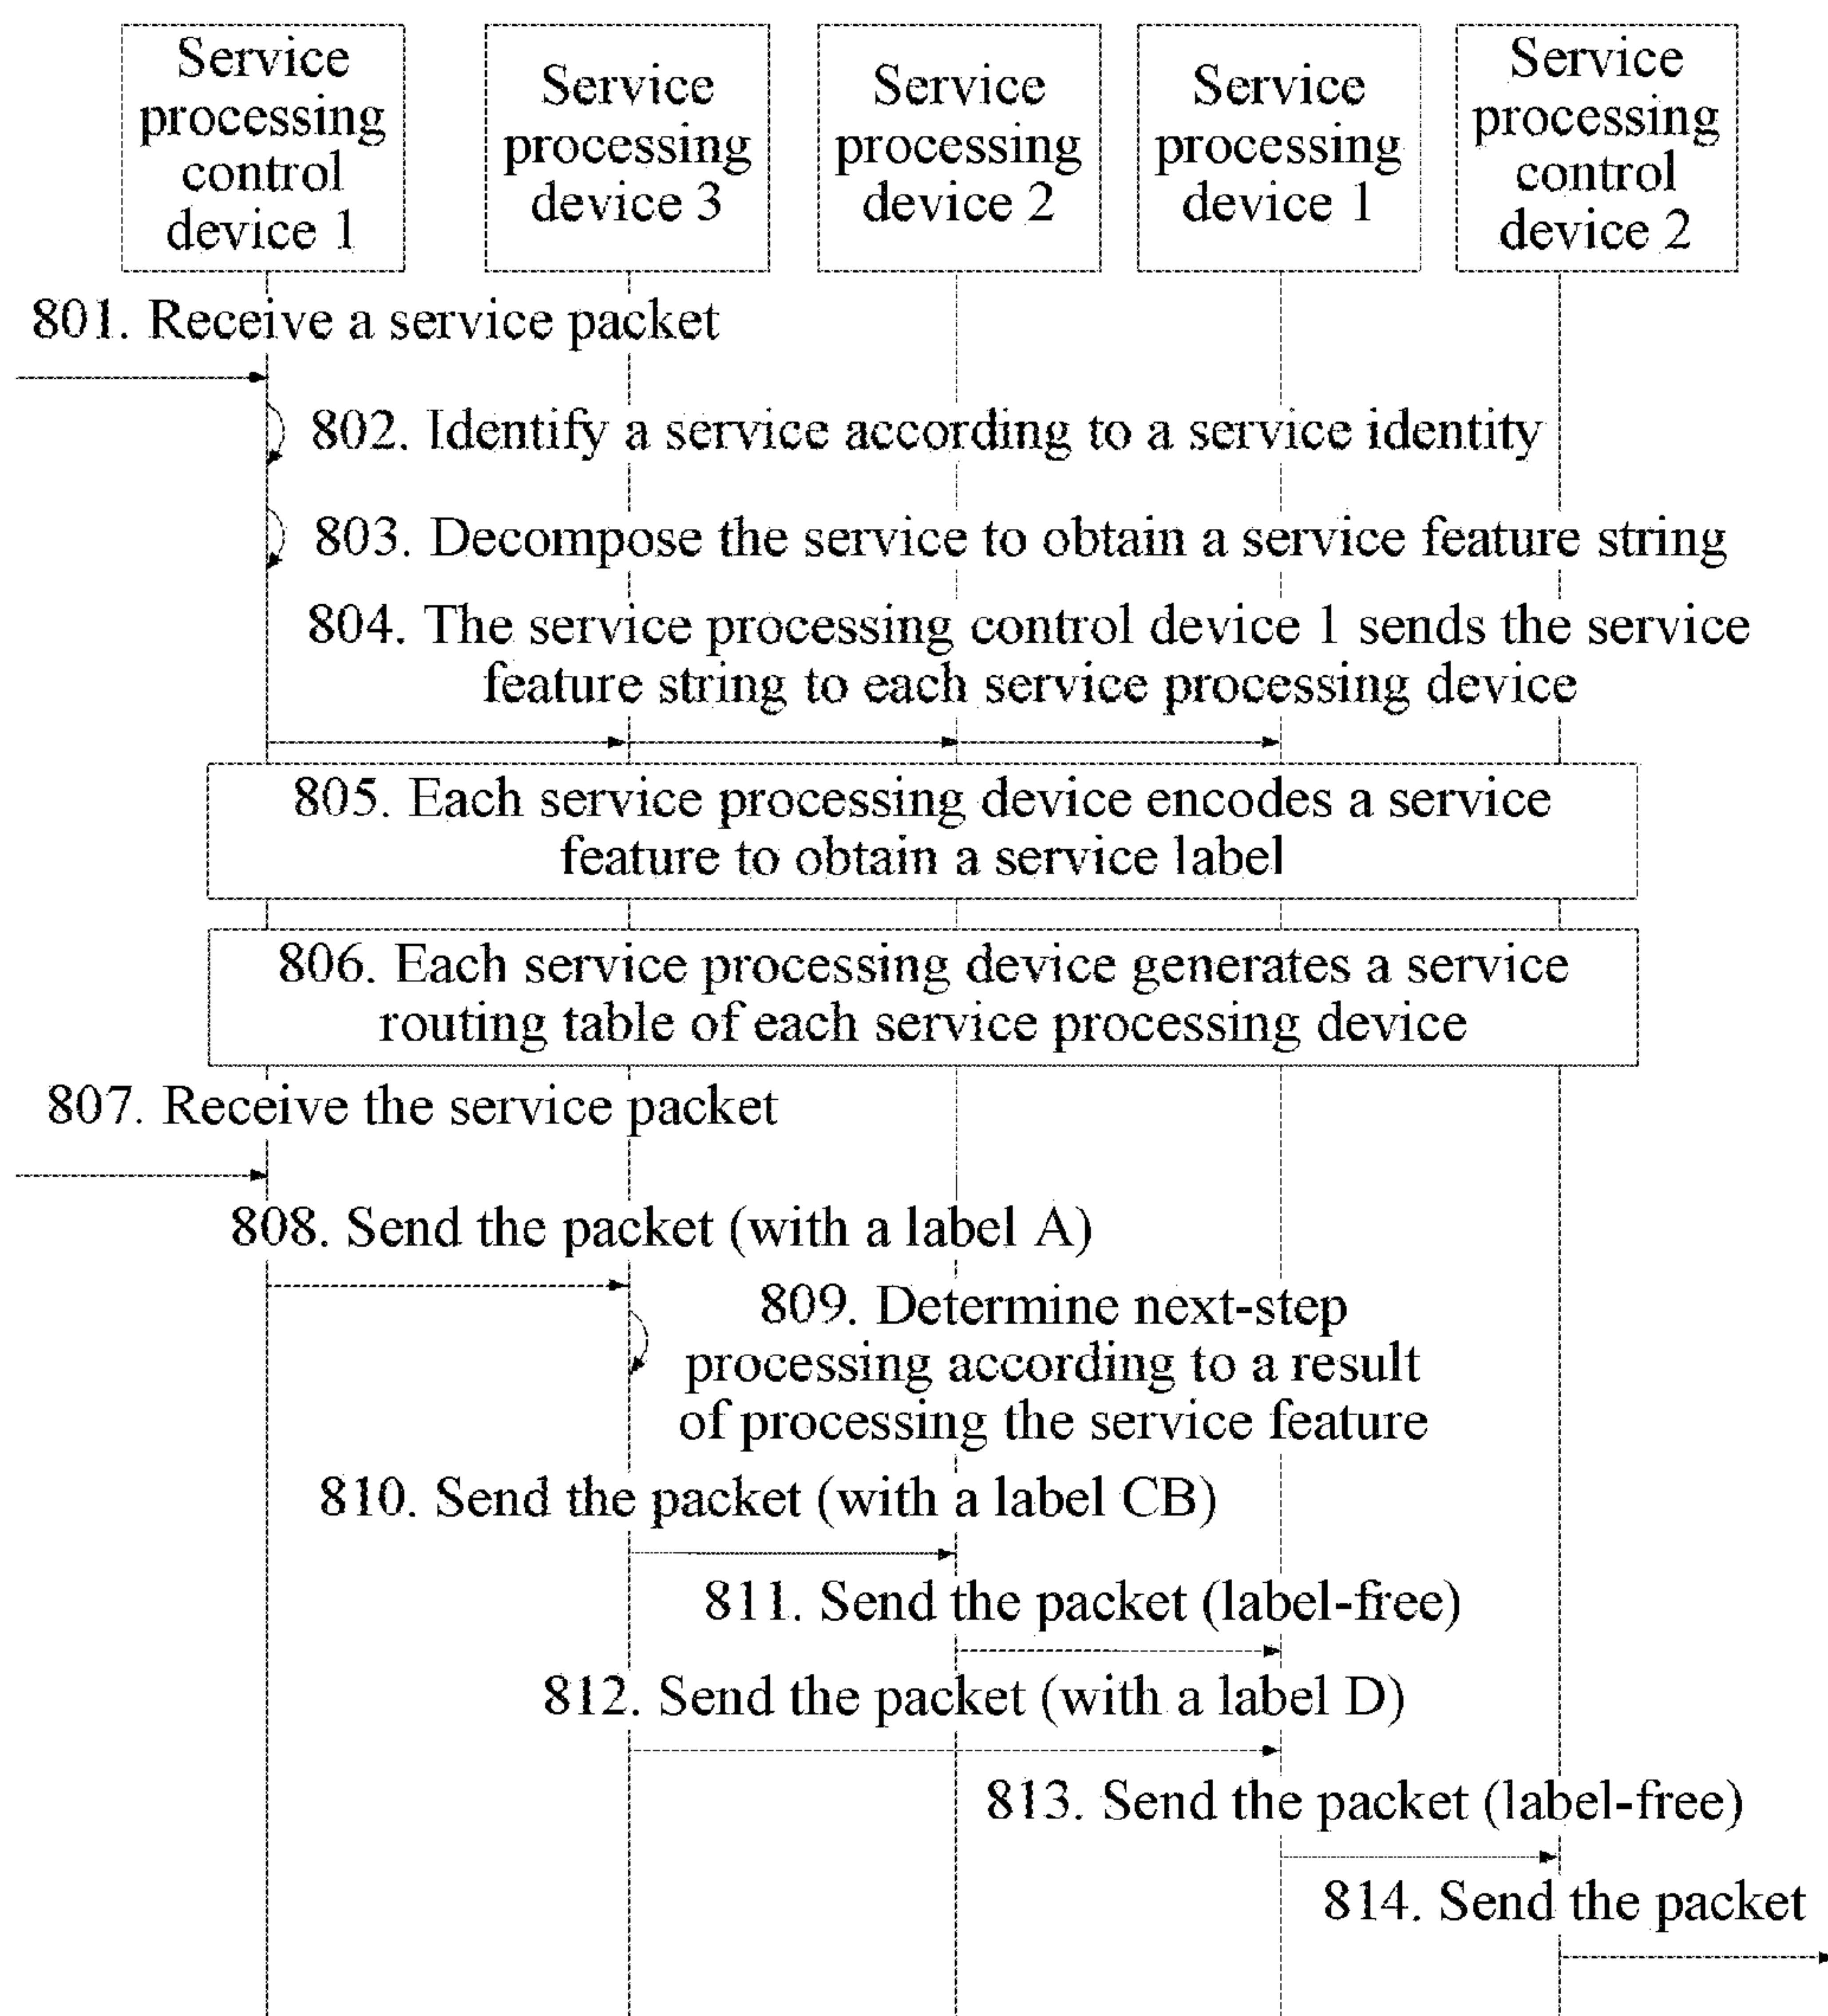 Service
processing
control
device 1
Service
processing
device 3
Service
processing
device 2
Service
processing
device 1
Service
processing
control
device 2
801. Receive a service packet
802. Identify a service according to a service identity
803. Decompose the service to obtain a service feature string
804. The service processing control device 1 sends the service
feature string to each service processing device
805. Each service processing device encodes a service
feature to obtain a service label
806. Each service processing device generates a service
routing table of each service processing device
807. Receive the service packet
808. Send the packet (with a label A)
809. Determine next-step
processing according to a result
of processing the service feature
810. Send the packet (with a label CB)
811. Send the packet (label-free)
812. Send the packet (with a label D)
813. Send the packet (label-free)
814. Send the packet